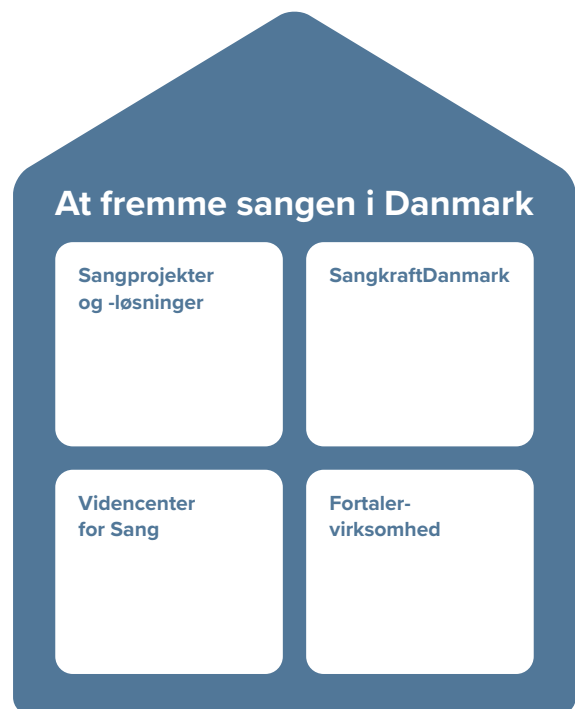 At fremme sangen i Danmark
Sangprojekter
og -løsninger
SangkraftDanmark
Videncenter
for Sang
Fortaler-
virksomhed